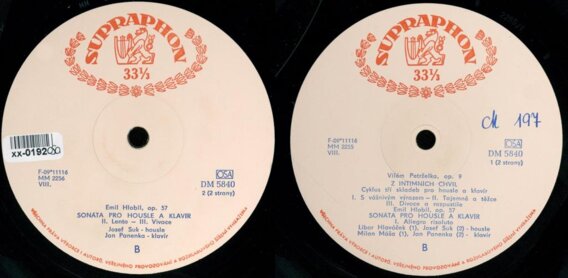 SUPRAPHON
33⅓
xx-0192
F-09*11116
MM 2256
VIII.
OSA
DM 5840
2 (2 strany)
Emil Hlobil, op. 57
SONÁTA PRO HOUSLE A KLAVÍR
II. Lento — III. Vivace
Josef Suk - housle
Jan Panenka - klavír
B
SUPRAPHON
33⅓
197
F-09*11116
MM 2255
VIII.
OSA
DM 5840
1 (2 strany)
Vilém Petrželka, op. 9
Z INTIMNÍCH CHVIL
Cyklus tří skladeb pro housle a klavír
I. S vášnivým výrazem — II. Tajemně a těžce
III. Divoce a rozpustile
Emil Hlobil, op. 57
SONÁTA PRO HOUSLE A KLAVÍR
I. Allegro risoluto
Libor Hlaváček (1), Josef Suk (2) - housle
Milan Máša (1), Jan Panenka (2) - klavír
B